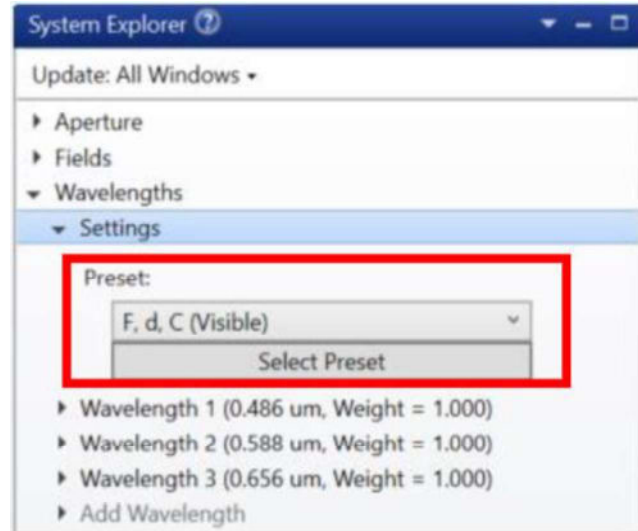 System Explorer ?
Update: All Windows
Aperture
Fields
Wavelengths
Settings
Preset:
F, d, C (Visible)
Select Preset
Wavelength 1 (0.486 um, Weight = 1.000)
Wavelength 2 (0.588 um, Weight = 1.000)
Wavelength 3 (0.656 um, Weight = 1.000)
Add Wavelength